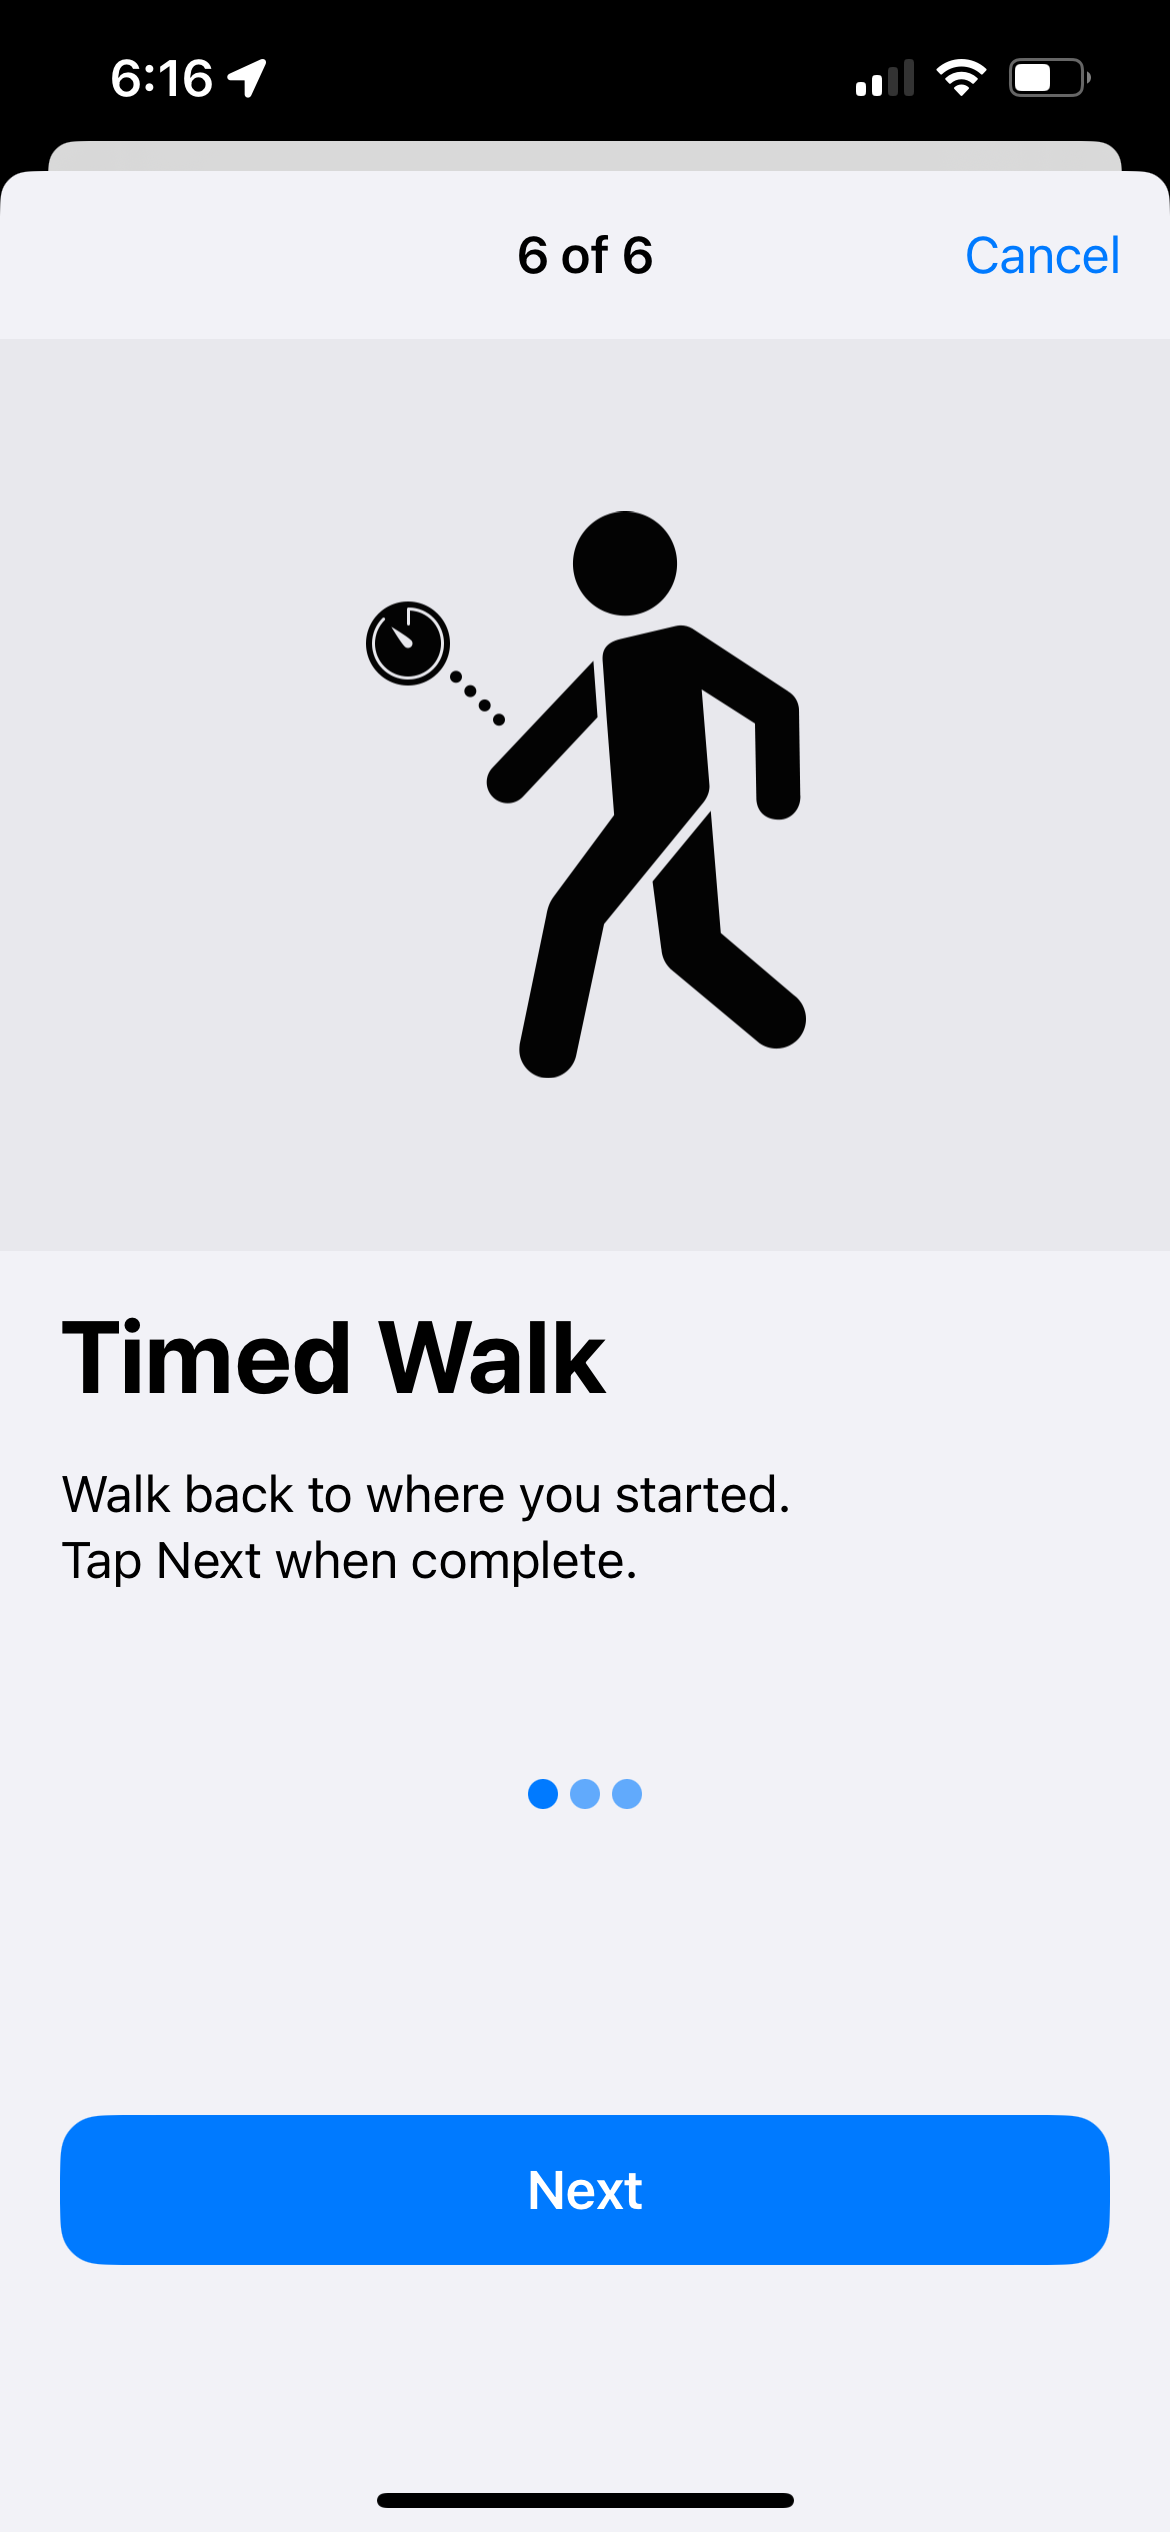 6:16
6 of 6
Cancel
Timed Walk
Walk back to where you started.
Tap Next when complete.
Next